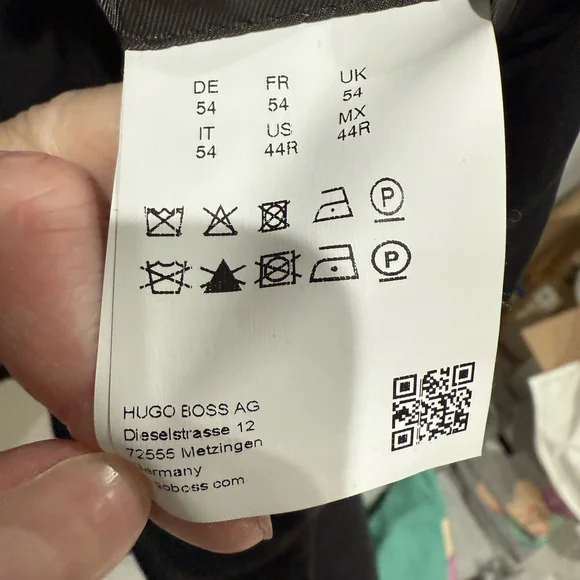 DE FR UK
54 54 54
IT US MX
54 44R 44R
P
P
HUGO BOSS AG
Dieselstrasse 12
72555 Metzingen